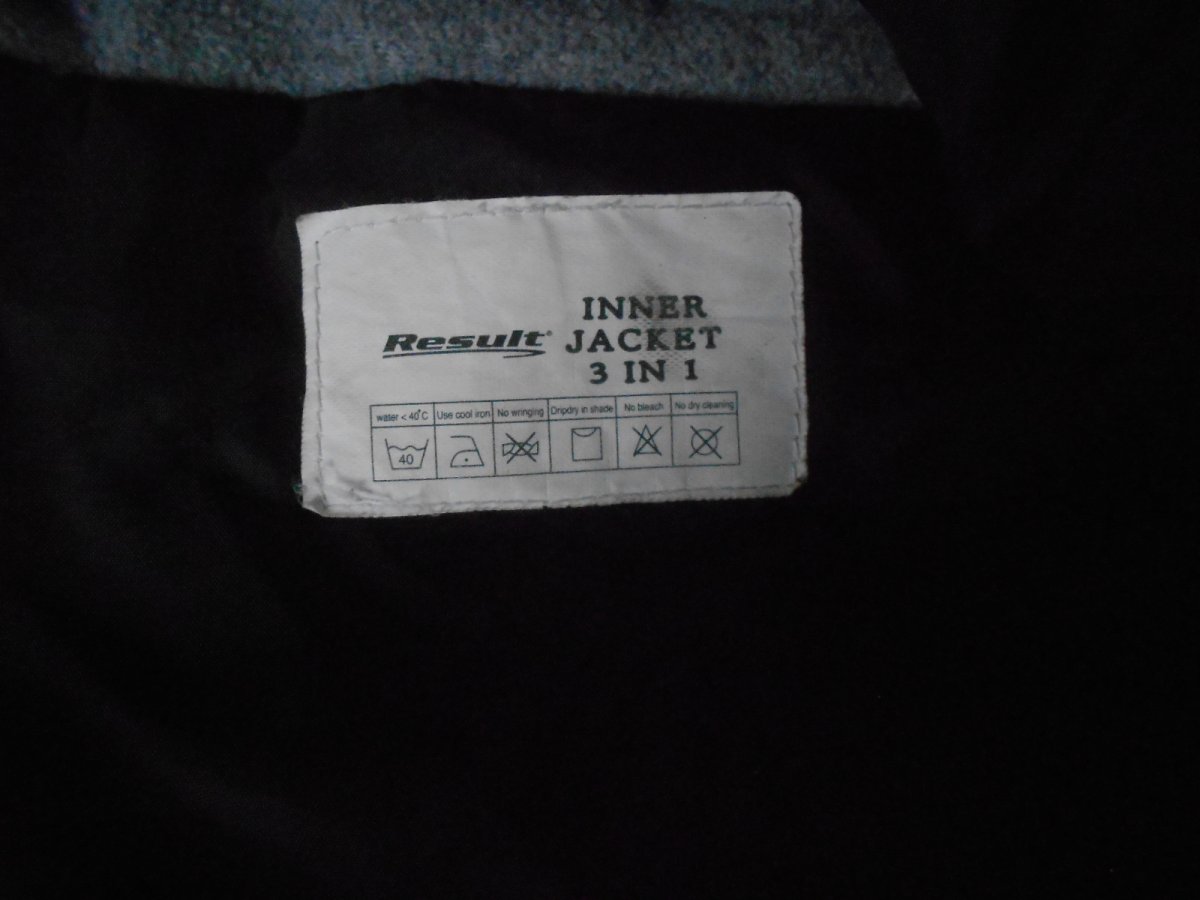 INNER
Result® JACKET
3 IN 1
water < 40°C Use cool iron No wringing Dripdry in shade No bleach No dry cleaning
40